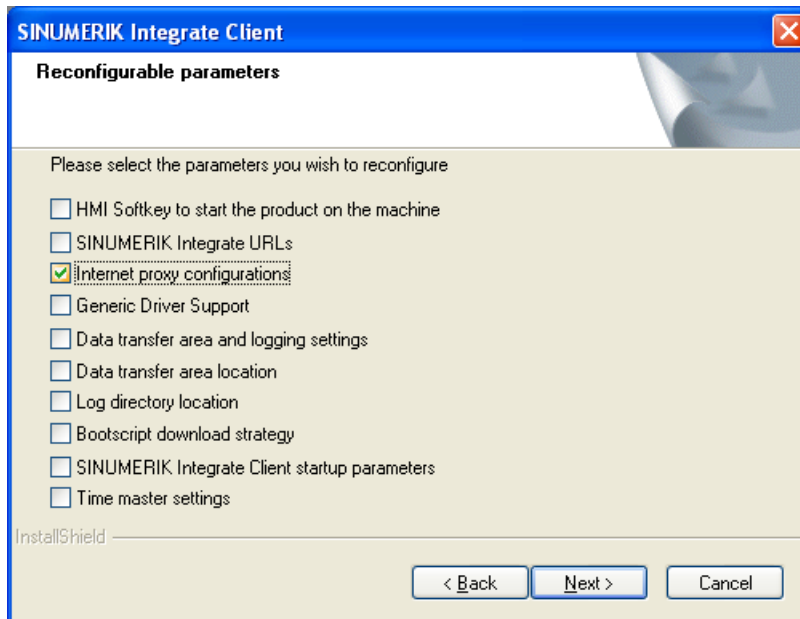 SINUMERIK Integrate Client
Reconfigurable parameters
Please select the parameters you wish to reconfigure
HMI Softkey to start the product on the machine
SINUMERIK Integrate URLs
Internet proxy configurations
Generic Driver Support
Data transfer area and logging settings
Data transfer area location
Log directory location
Bootscript download strategy
SINUMERIK Integrate Client startup parameters
Time master settings
InstallShield
< Back Next > Cancel